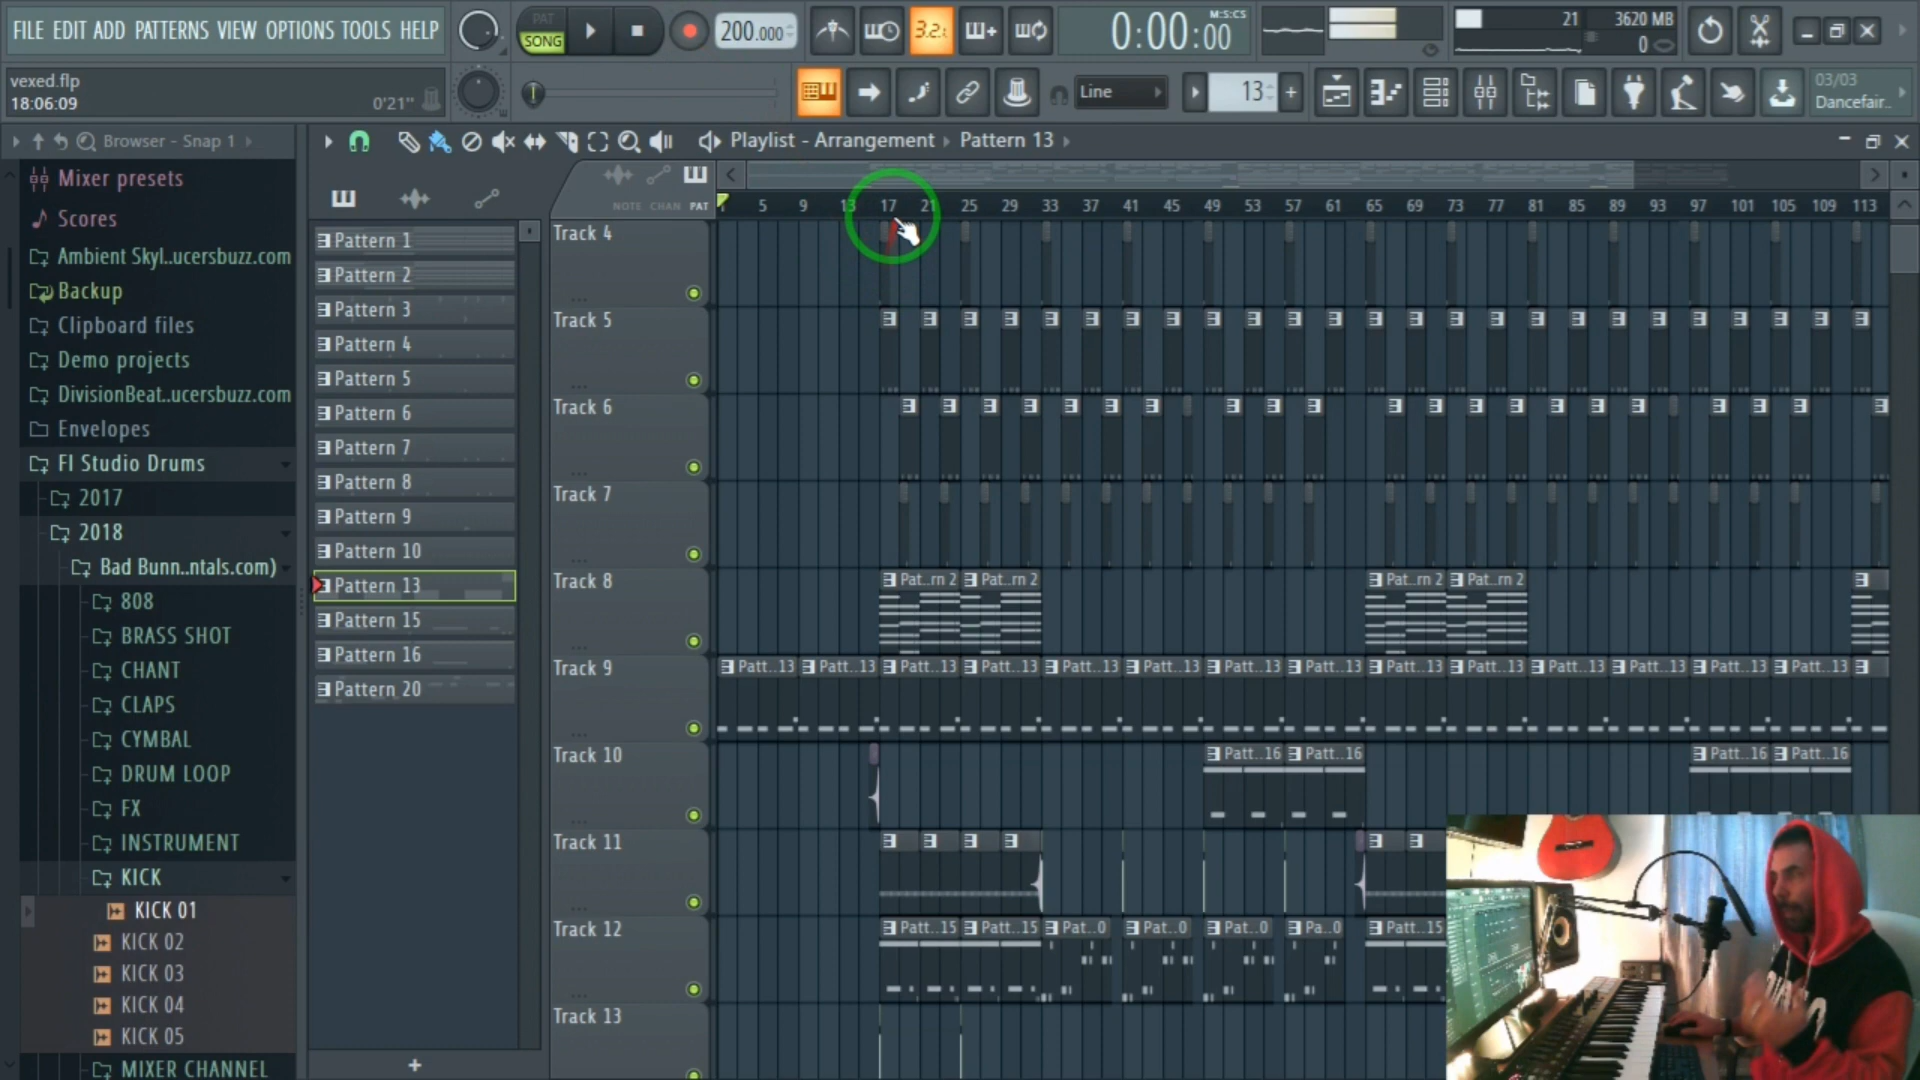 FILE EDIT ADD PATTERNS VIEW OPTIONS TOOLS HELP
PAT
SONG
200.000
3.2.
0:00:00
M:S:CS
21
3620 MB
0
vexed.flp
18:06:09
0'21"
Line
13
03/03
Dancefair..
Browser - Snap 1
Playlist - Arrangement
Pattern 13
Mixer presets
Scores
Ambient Skyl..ucersbuzz.com
Backup
Clipboard files
Demo projects
DivisionBeat..ucersbuzz.com
Envelopes
Fl Studio Drums
2017
2018
Bad Bunn..ntals.com)
808
BRASS SHOT
CHANT
CLAPS
CYMBAL
DRUM LOOP
FX
INSTRUMENT
KICK
KICK 01
KICK 02
KICK 03
KICK 04
KICK 05
MIXER CHANNEL
Pattern 1
Pattern 2
Pattern 3
Pattern 4
Pattern 5
Pattern 6
Pattern 7
Pattern 8
Pattern 9
Pattern 10
Pattern 13
Pattern 15
Pattern 16
Pattern 20
NOTE CHAN PAT
5 9 13 17 21 25 29 33 37 41 45 49 53 57 61 65 69 73 77 81 85 89 93 97 101 105 109 113
Track 4
Track 5
Track 6
Track 7
Track 8
Pat..rn 2 Pat..rn 2 Pat..rn 2 Pat..rn 2
Track 9
Patt..13 Patt..13 Patt..13 Patt..13 Patt..13 Patt..13 Patt..13 Patt..13 Patt..13 Patt..13 Patt..13 Patt..13 Patt..13 Patt..13
Track 10
Patt..16 Patt..16 Patt..16 Patt..16
Track 11
Track 12
Patt..15 Patt..15 Pat..0 Pat..0 Pat..0 Pa..0 Patt..15
Track 13